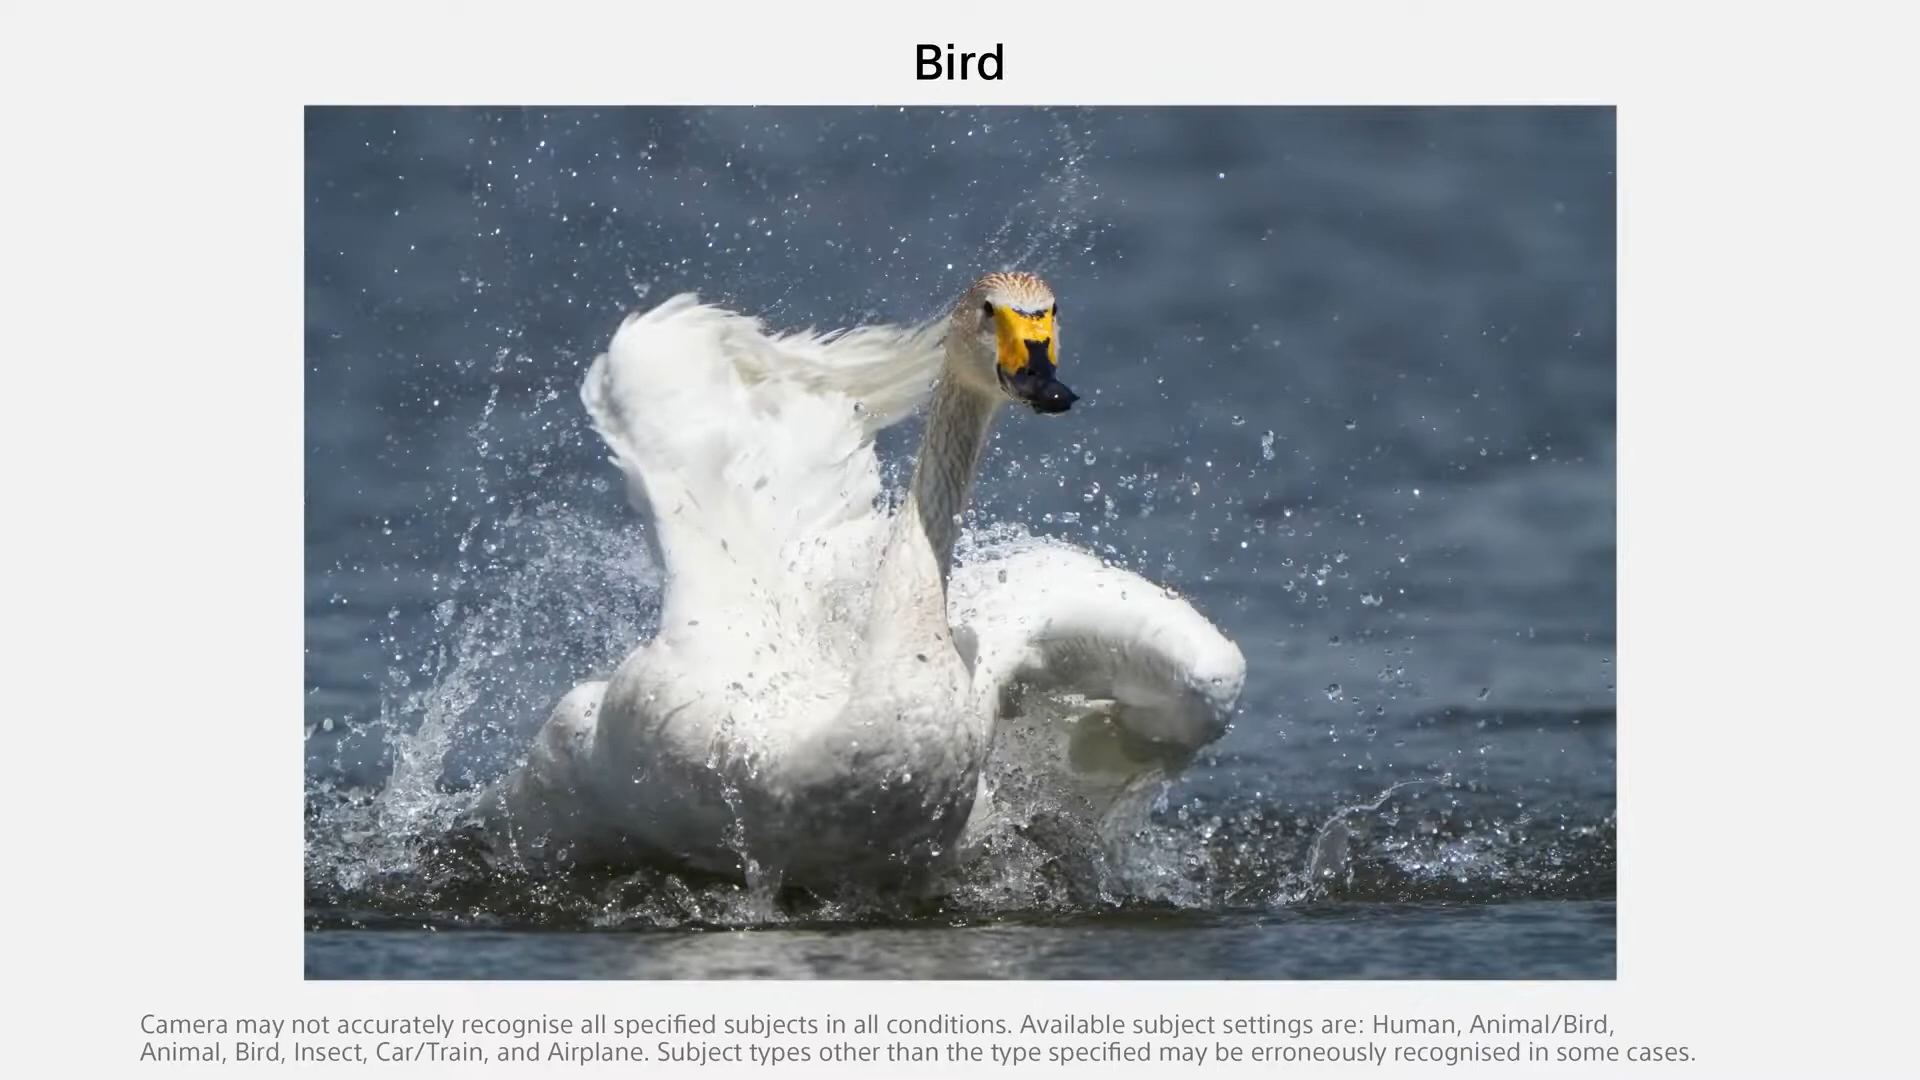 Bird
Camera may not accurately recognise all specified subjects in all conditions. Available subject settings are: Human, Animal/Bird,
Animal, Bird, Insect, Car/Train, and Airplane. Subject types other than the type specified may be erroneously recognised in some cases.